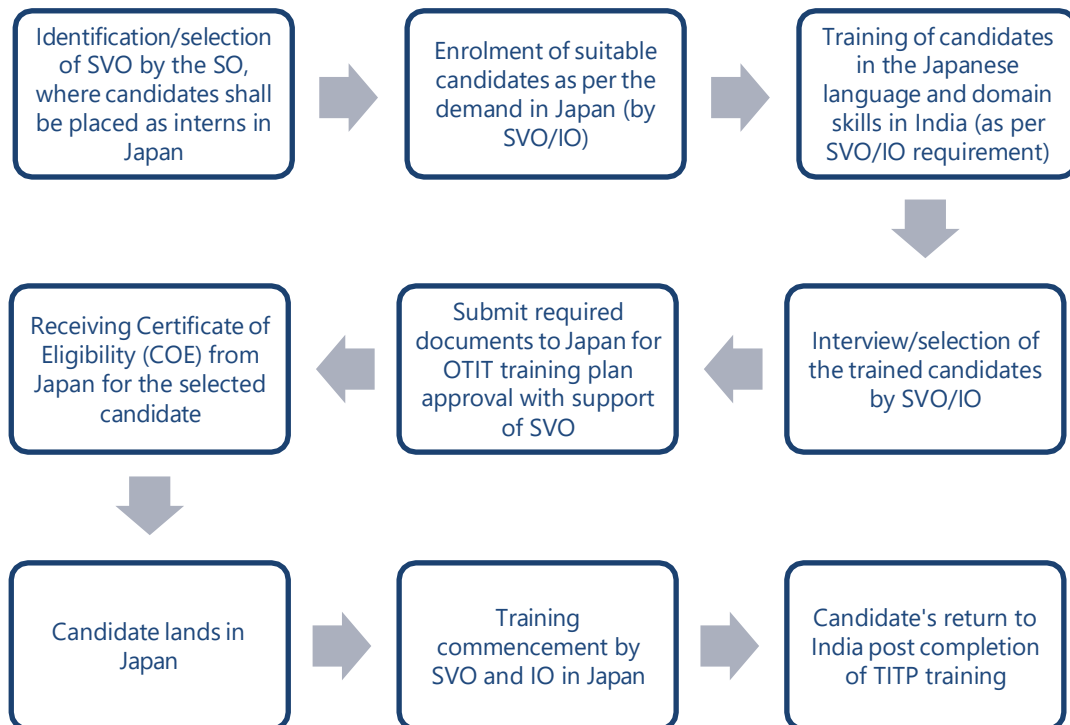 Identification/selection
of SVO by the SO,
where candidates shall
be placed as interns in
Japan
Enrolment of suitable
candidates as per the
demand in Japan (by
SVO/IO)
Training of candidates
in the Japanese
language and domain
skills in India (as per
SVO/IO requirement)
Interview/selection of
the trained candidates
by SVO/IO
Submit required
documents to Japan for
OTIT training plan
approval with support
of SVO
Receiving Certificate of
Eligibility (COE) from
Japan for the selected
candidate
Candidate lands in
Japan
Training
commencement by
SVO and IO in Japan
Candidate's return to
India post completion
of TITP training